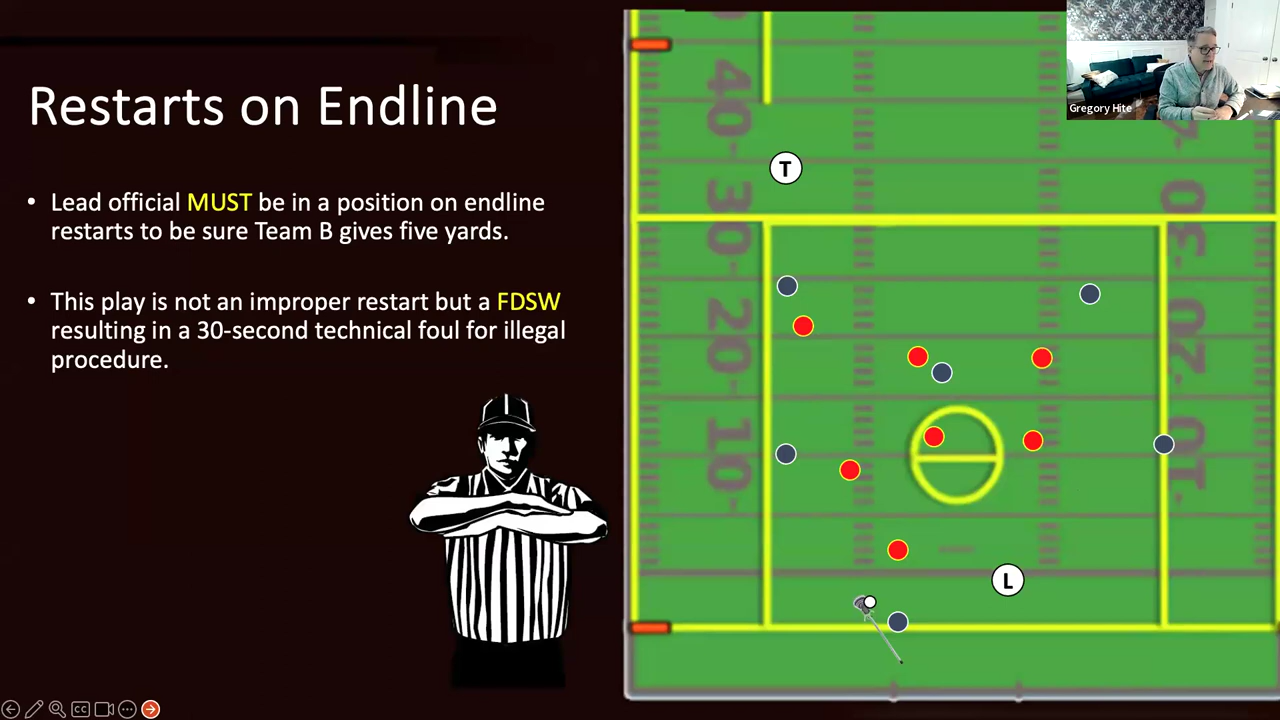 Restarts on Endline
• Lead official MUST be in a position on endline
restarts to be sure Team B gives five yards.
• This play is not an improper restart but a FDSW
resulting in a 30-second technical foul for illegal
procedure.
40-
30-
20-
10-
T
L
30
20
10
Gregory Hite
CC